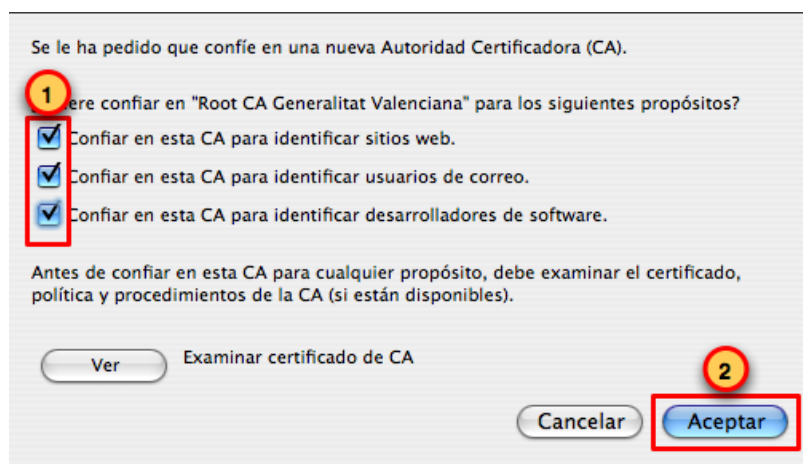 Se le ha pedido que confíe en una nueva Autoridad Certificadora (CA).
1
ere confiar en "Root CA Generalitat Valenciana" para los siguientes propósitos?
Confiar en esta CA para identificar sitios web.
Confiar en esta CA para identificar usuarios de correo.
Confiar en esta CA para identificar desarrolladores de software.
Antes de confiar en esta CA para cualquier propósito, debe examinar el certificado,
política y procedimientos de la CA (si están disponibles).
Ver Examinar certificado de CA
2
Cancelar Aceptar